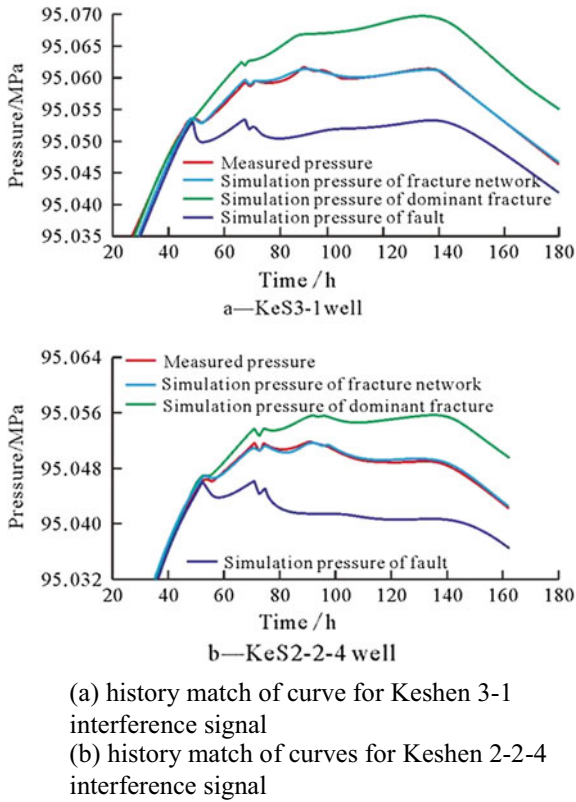 95.070
95.060
95.053
95.045
95.040
95.035
Pressure/MPa
Measured pressure
Simulation pressure of fracture network
Simulation pressure of dominant fracture
Simulation pressure of fault
20 40 60 80 100 120 140 160 180
Time /h
a—KeS3-1well
95.064
95.056
95.048
95.040
95.032
Pressure/MPa
Measured pressure
Simulation pressure of fracture network
Simulation pressure of dominant fracture
Simulation pressure of fault
20 40 60 80 100 120 140 160 180
Time /h
b—KeS2-2-4 well
(a) history match of curve for Keshen 3-1
interference signal
(b) history match of curves for Keshen 2-2-4
interference signal